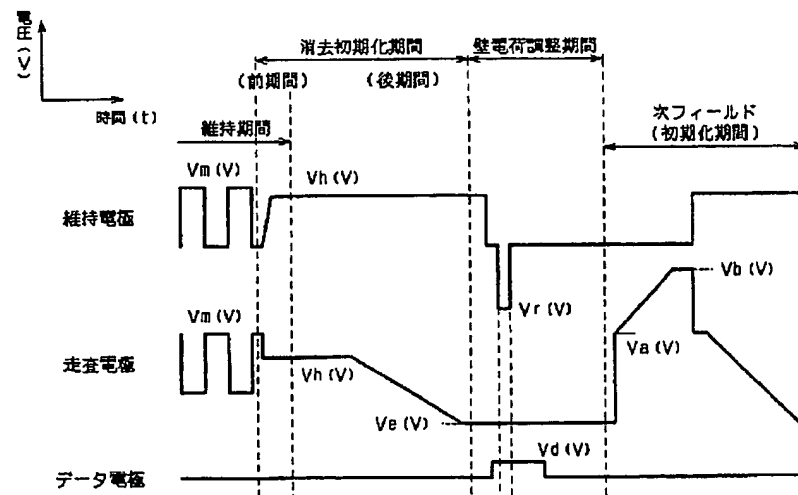 電圧(V)
時間(t)
消去初期化期間
壁電荷調整期間
(前期間)
(後期間)
維持期間
次フィールド
(初期化期間)
Vm(V)
Vh(V)
維持電極
Vr(V)
Vb(V)
Vm(V)
Va(V)
走査電極
Vh(V)
Ve(V)
Vd(V)
データ電極